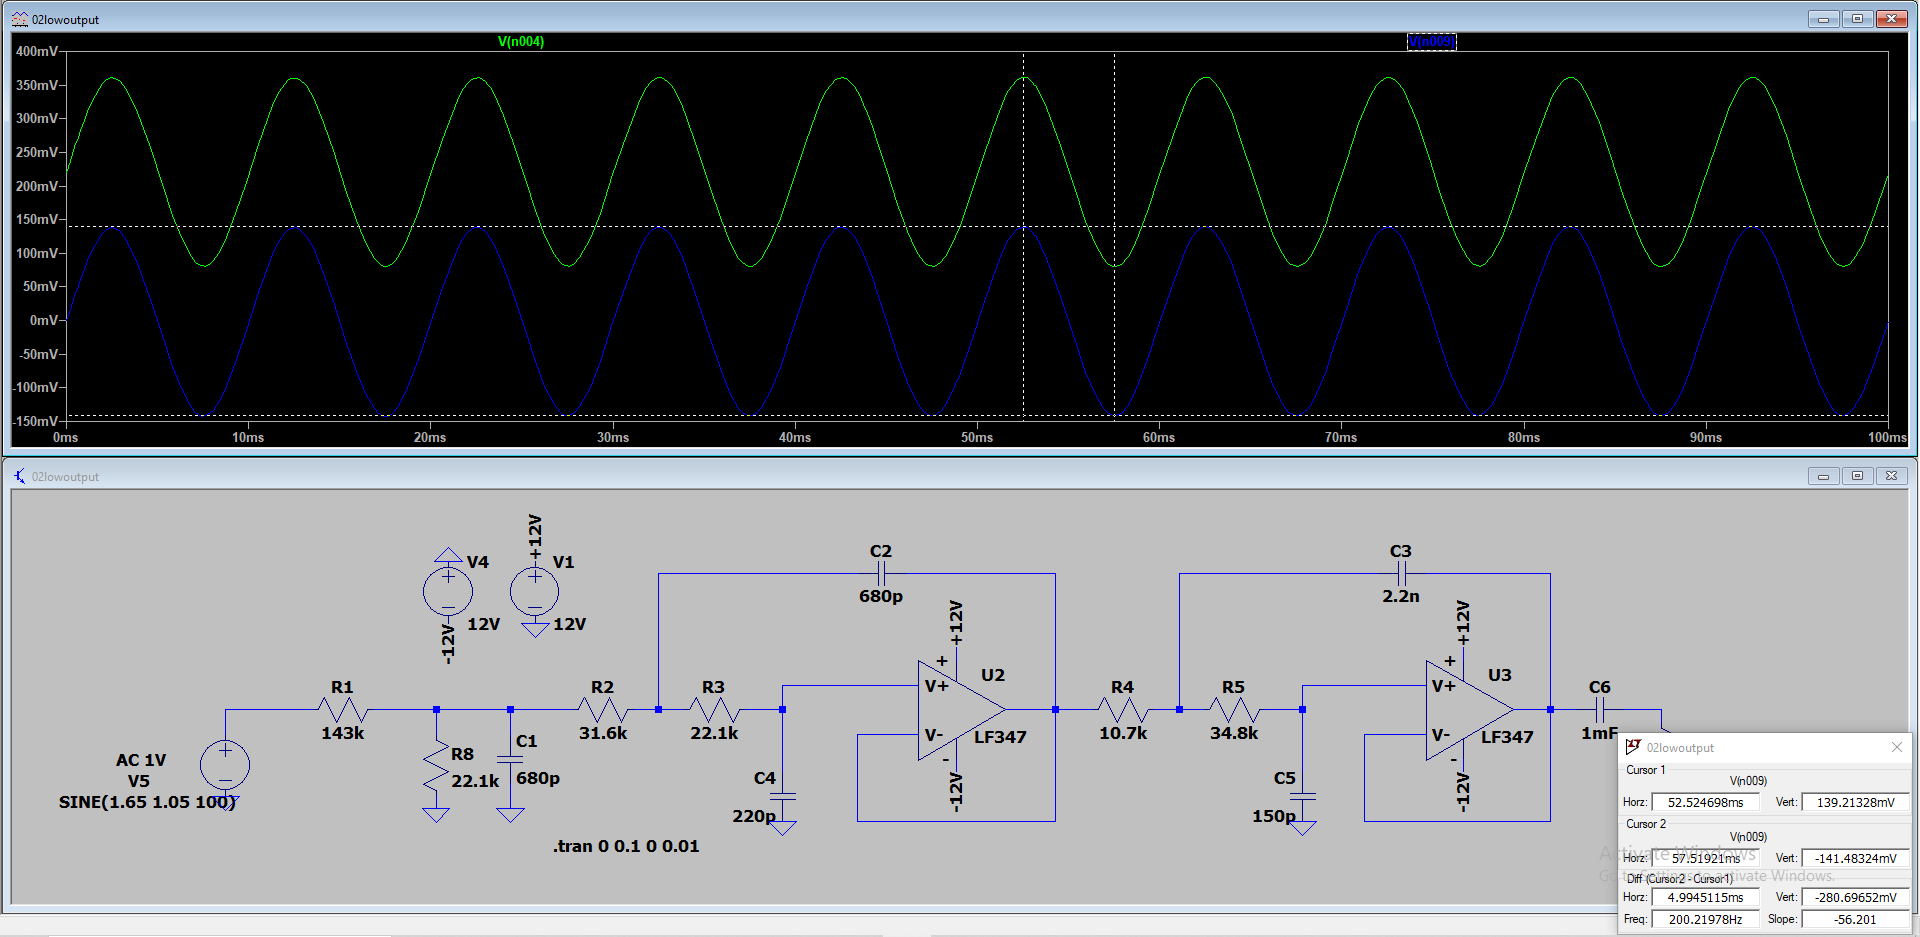 02lowoutput
V(n004)
V(n009)
400mV
350mV
300mV
250mV
200mV
150mV
100mV
50mV
0mV
-50mV
-100mV
-150mV
0ms 10ms 20ms 30ms 40ms 50ms 60ms 70ms 80ms 90ms 100ms
02lowoutput
V4
12V
-12V
+12V
V1
12V
C2
680p
C3
2.2n
R1
143k
R8
22.1k
C1
680p
R2
31.6k
R3
22.1k
C4
220p
+12V
V+
V-
-12V
U2
LF347
R4
10.7k
R5
34.8k
C5
150p
+12V
V+
V-
-12V
U3
LF347
C6
1mF
AC 1V
V5
SINE(1.65 1.05 100)
.tran 0 0.1 0 0.01
02lowoutput
Cursor 1
V(n009)
Horz: 52.524698ms Vert: 139.21328mV
Cursor 2
V(n009)
Horz: 57.51921ms Vert: -141.48324mV
Diff (Cursor2 - Cursor1)
Horz: 4.9945115ms Vert: -280.69652mV
Freq: 200.21978Hz Slope: -56.201
Activate Windows
Go to Settings to activate Windows.